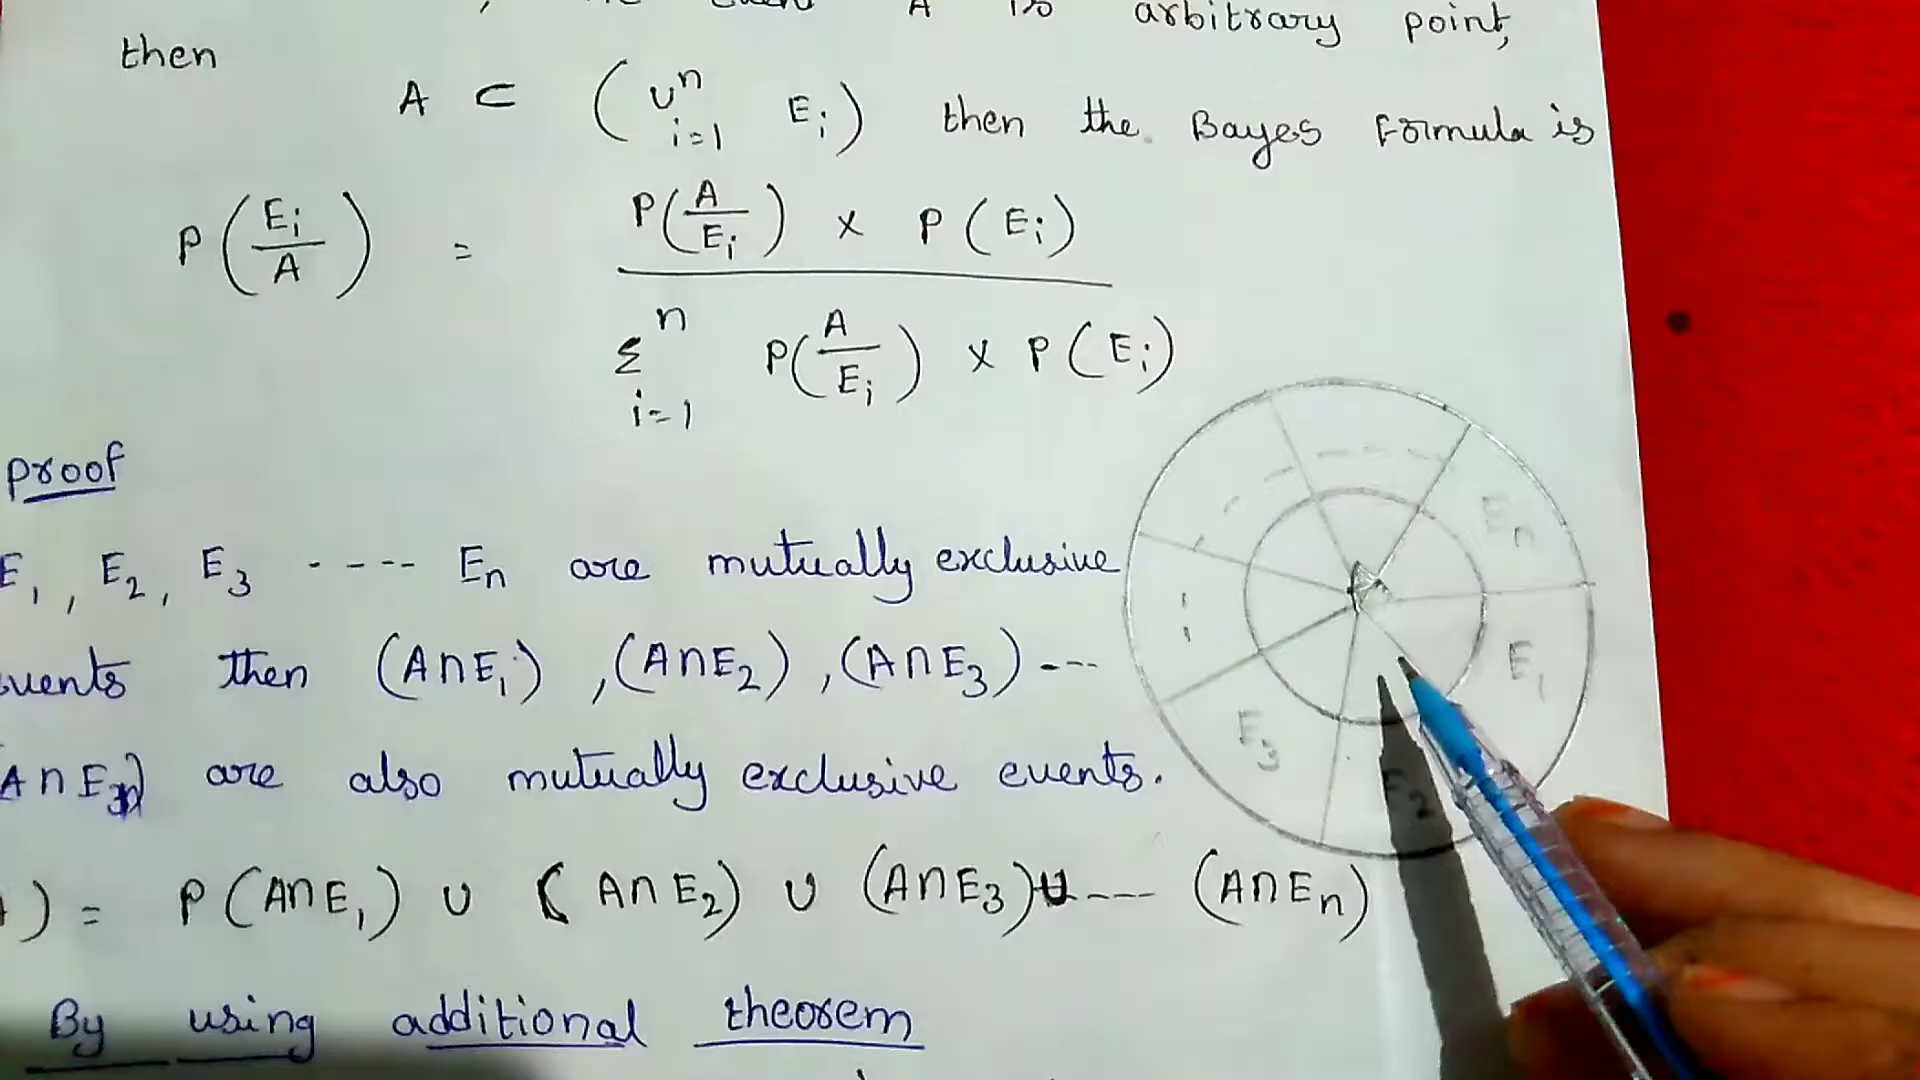 A is arbitrary point,
then
A ⊂ ( ∪ⁿᵢ₌₁ Eᵢ ) then the Bayes Formula is
P(Eᵢ/A) = P(A/Eᵢ) x P(Eᵢ) / Σⁿᵢ₌₁ P(A/Eᵢ) x P(Eᵢ)
proof
E₁, E₂, E₃ ---- Eₙ are mutually exclusive
events then (A∩E₁), (A∩E₂), (A∩E₃) ---
A∩Eₙ) are also mutually exclusive events.
) = P(A∩E₁) ∪ (A∩E₂) ∪ (A∩E₃) ∪ --- (A∩Eₙ)
By using additional theorem
Eₙ
E₁
E₃
E₂